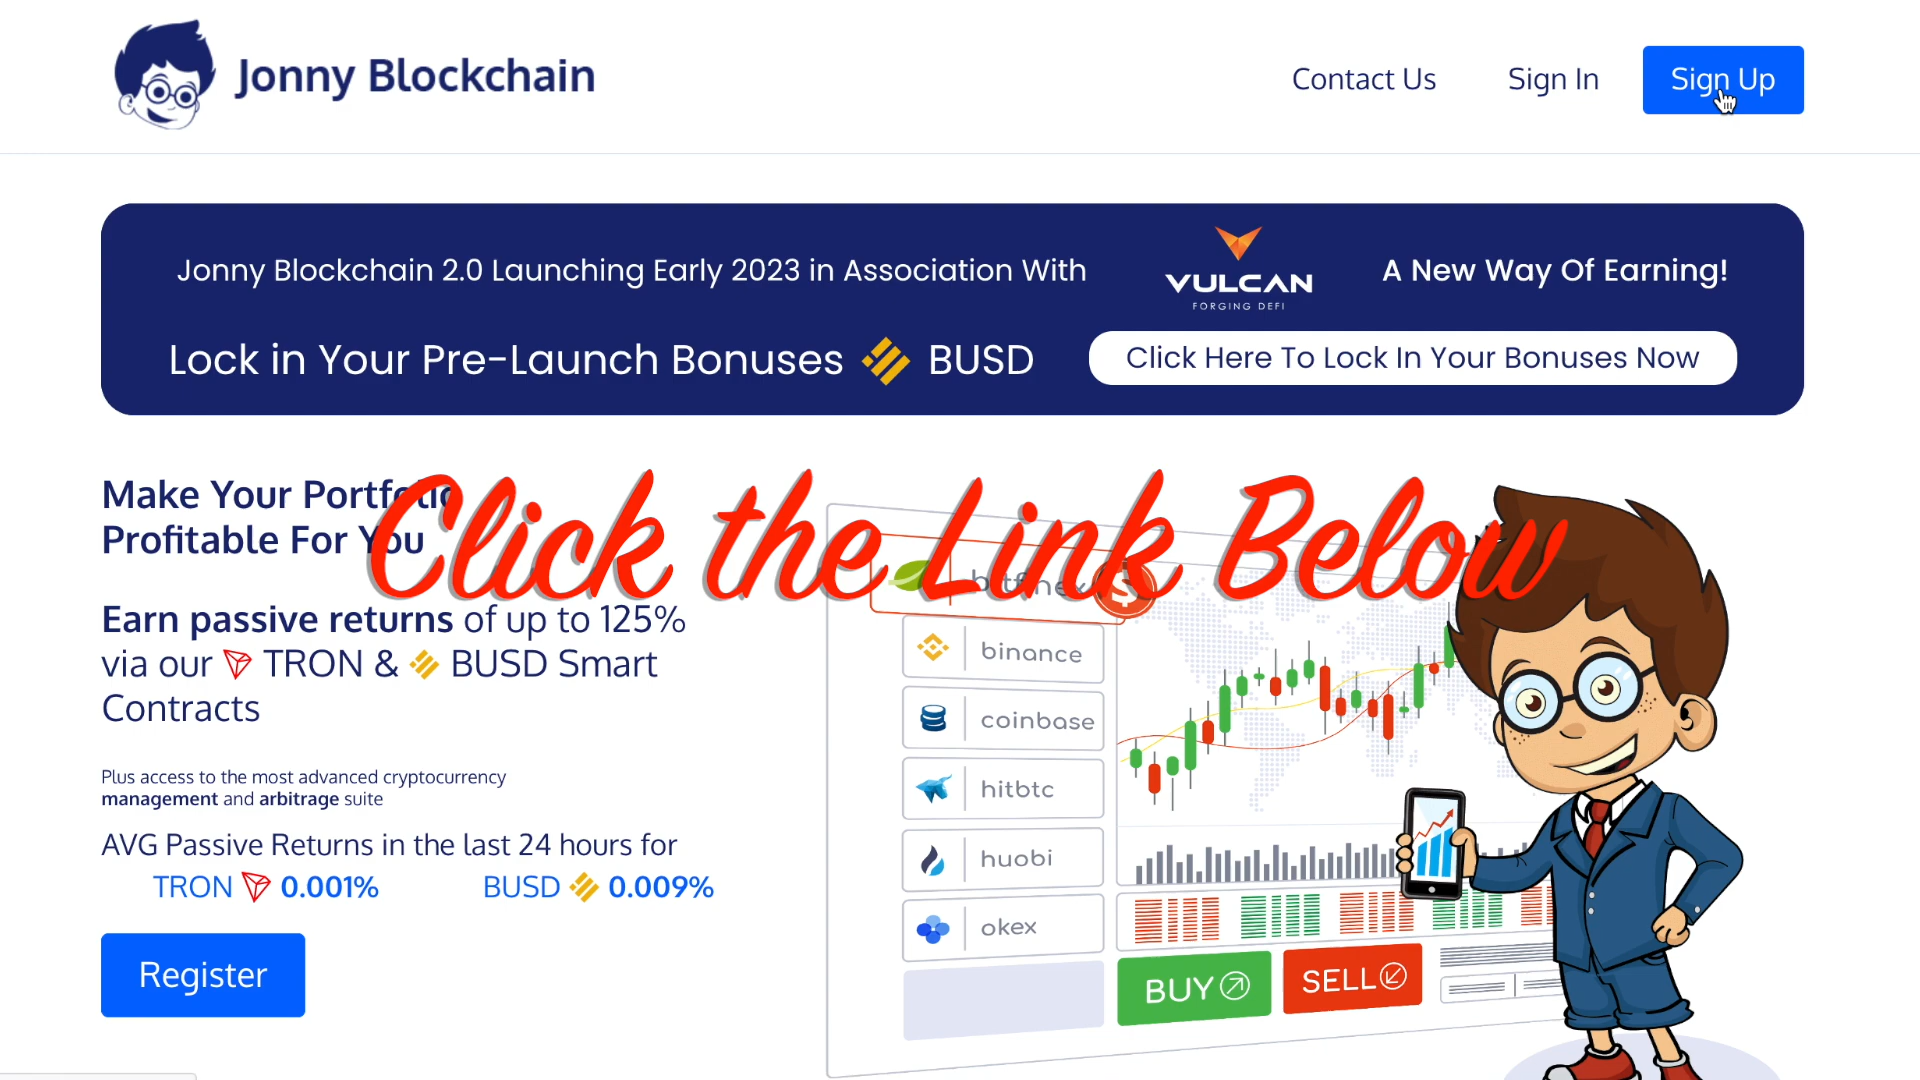 Jonny Blockchain
Contact Us
Sign In
Sign Up
Jonny Blockchain 2.0 Launching Early 2023 in Association With
VULCAN
FORGING DEFI
A New Way Of Earning!
Lock in Your Pre-Launch Bonuses BUSD
Click Here To Lock In Your Bonuses Now
Make Your Portfolio
Profitable For You
Click the Link Below
Earn passive returns of up to 125%
via our TRON & BUSD Smart
Contracts
Plus access to the most advanced cryptocurrency
management and arbitrage suite
AVG Passive Returns in the last 24 hours for
TRON 0.001%
BUSD 0.009%
Register
bitfinex
$
binance
coinbase
hitbtc
huobi
okex
BUY
SELL